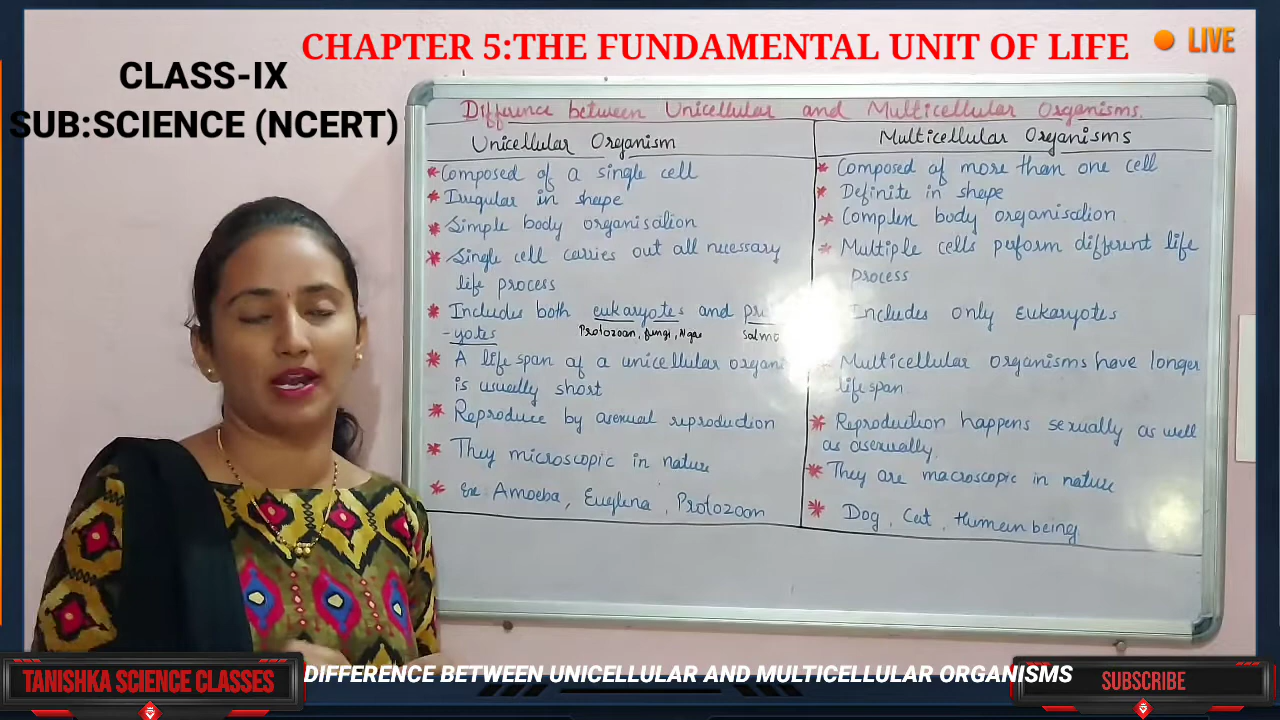 CHAPTER 5:THE FUNDAMENTAL UNIT OF LIFE
LIVE
CLASS-IX
SUB:SCIENCE (NCERT)
Difference between Unicellular and Multicellular Organisms.
Unicellular Organism
* Composed of a single cell
* Irregular in shape
* Simple body organisation
* Single cell carries out all necessary
life process
* Includes both eukaryotes and
-yotes
Protozoan, fungi, Algae
* A life span of a unicellular
is usually short
* Reproduce by asexual reproduction
* They microscopic in nature
* Ex Amoeba, Euglena, Protozoan
Multicellular Organisms
* Composed of more than one cell
* Definite in shape
* Complex body organisation
* Multiple cells perform different life
process
Includes only Eukaryotes
Multicellular organisms have longer
life span
* Reproduction happens sexually as well
as asexually.
* They are macroscopic in nature
* Dog, Cat, Human being
DIFFERENCE BETWEEN UNICELLULAR AND MULTICELLULAR ORGANISMS
TANISHKA SCIENCE CLASSES
SUBSCRIBE